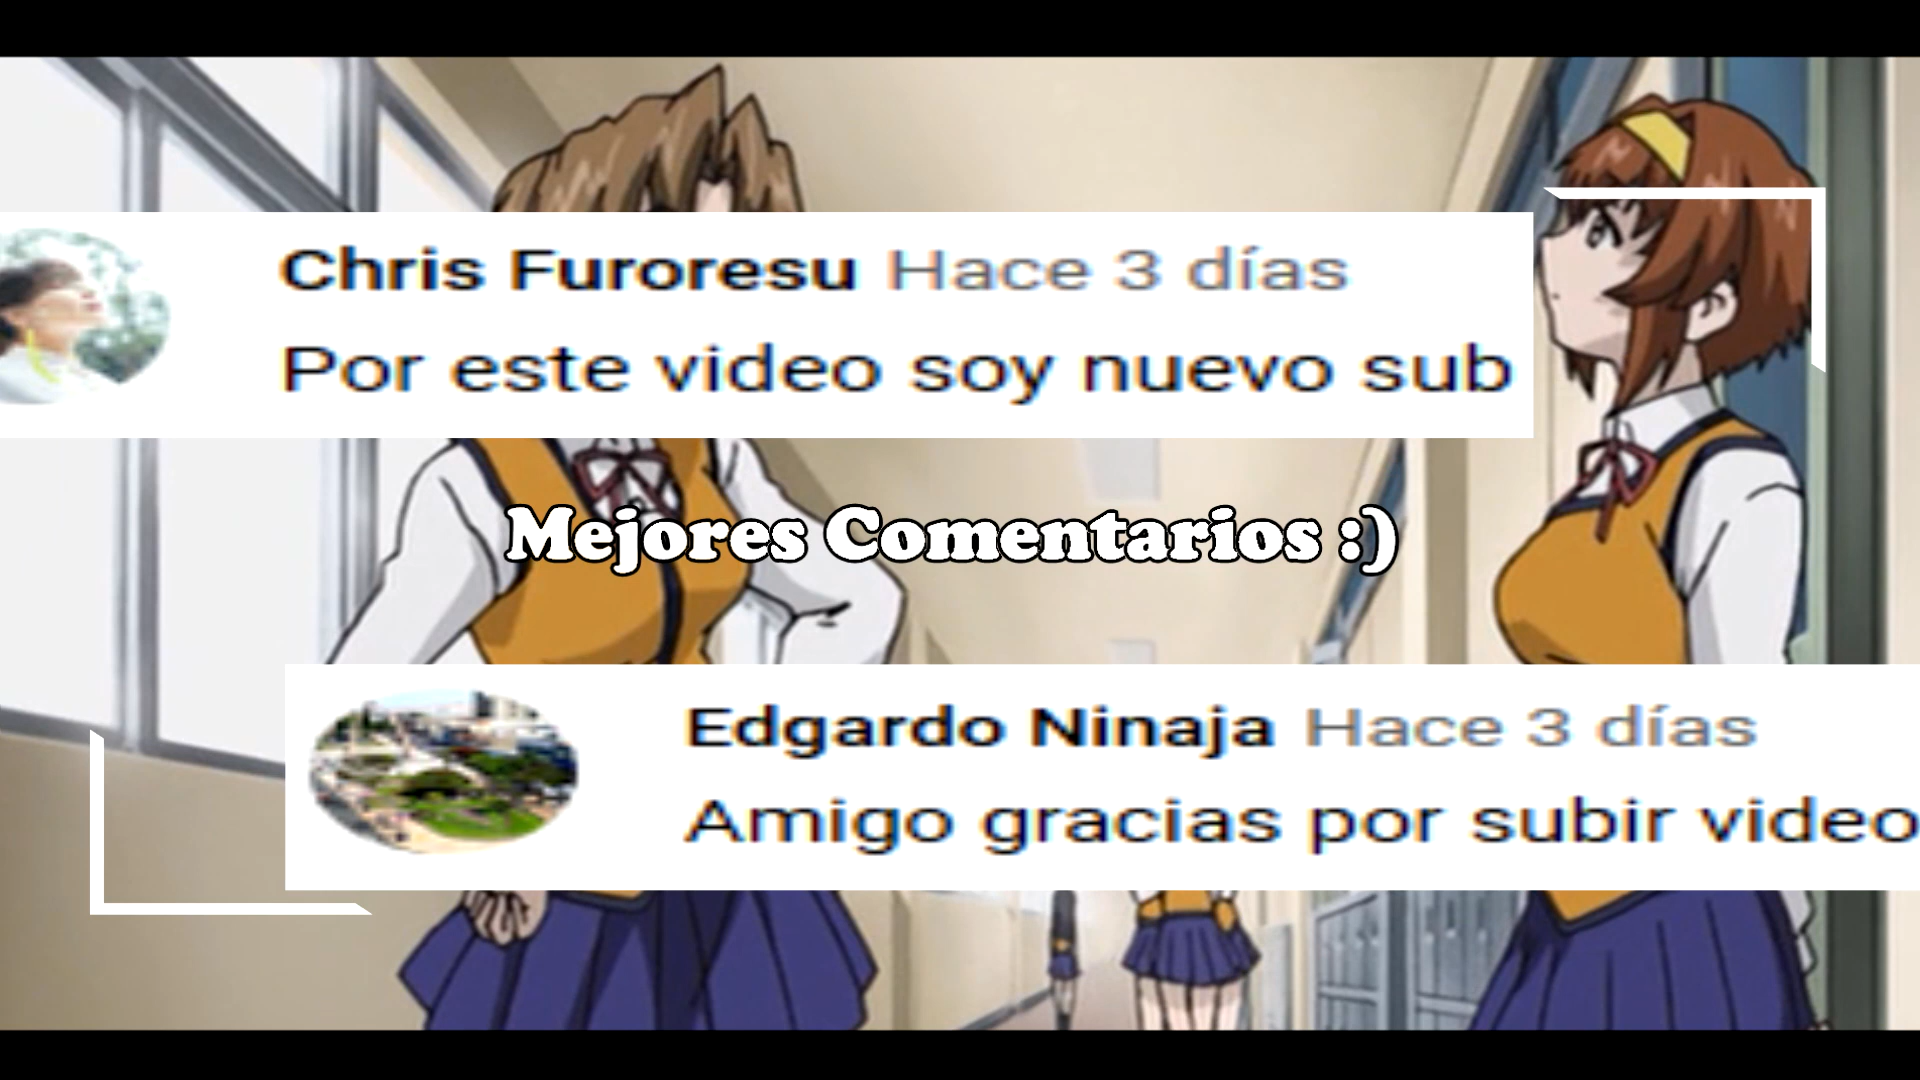 Chris Furoresu Hace 3 días
Por este video soy nuevo sub
Mejores Comentarios :)
Edgardo Ninaja Hace 3 días
Amigo gracias por subir video